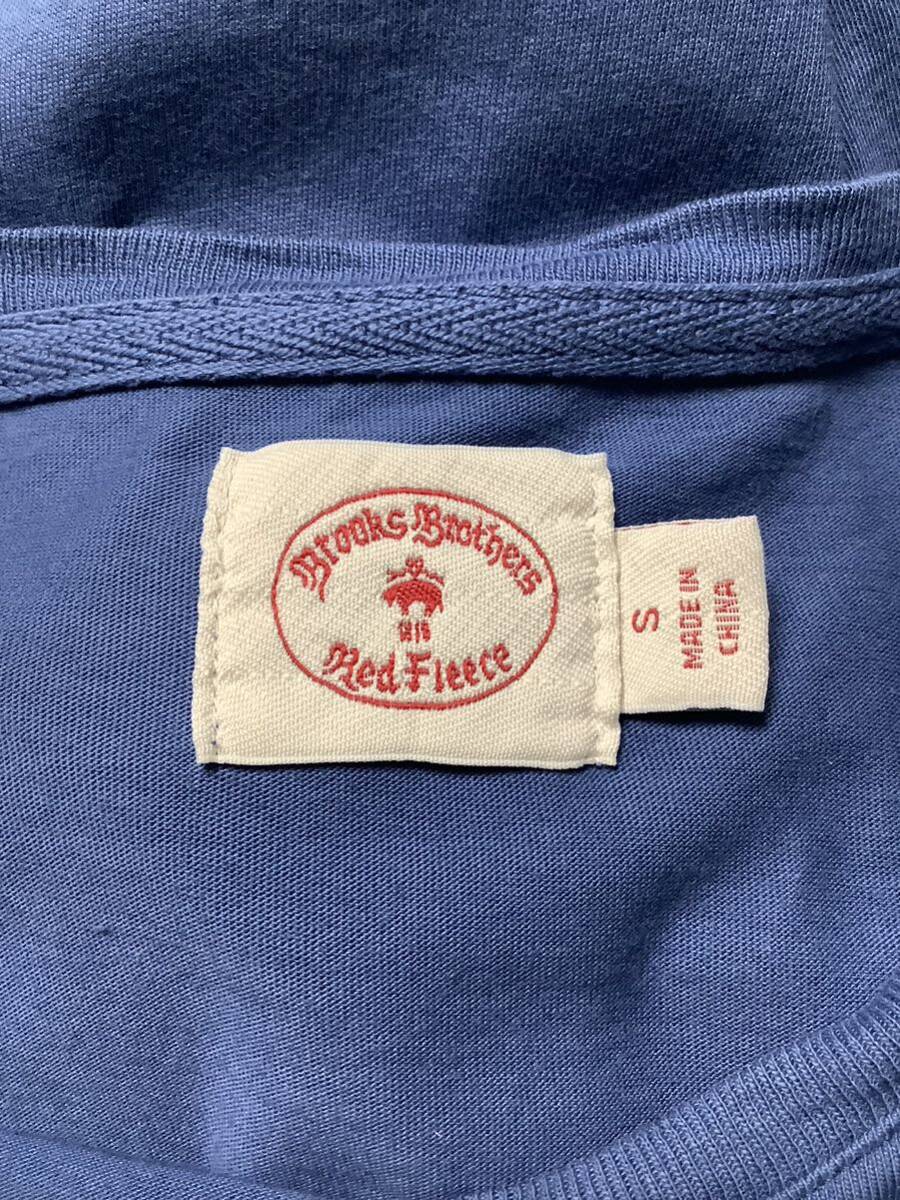 Brooks Brothers
1818
Red Fleece
S
MADE IN
CHINA